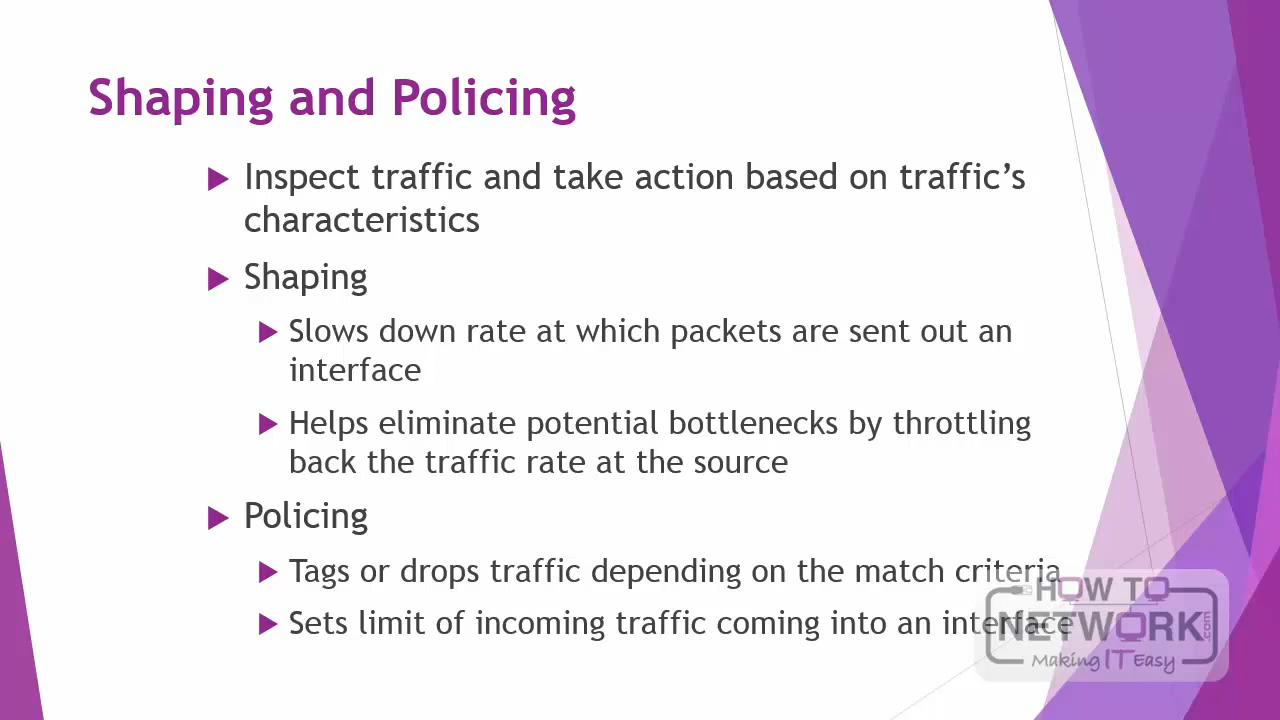 Shaping and Policing
Inspect traffic and take action based on traffic's
characteristics
Shaping
Slows down rate at which packets are sent out an
interface
Helps eliminate potential bottlenecks by throttling
back the traffic rate at the source
Policing
Tags or drops traffic depending on the match criteria
Sets limit of incoming traffic coming into an interface
HOW TO
NETWORK.com
Making IT Easy